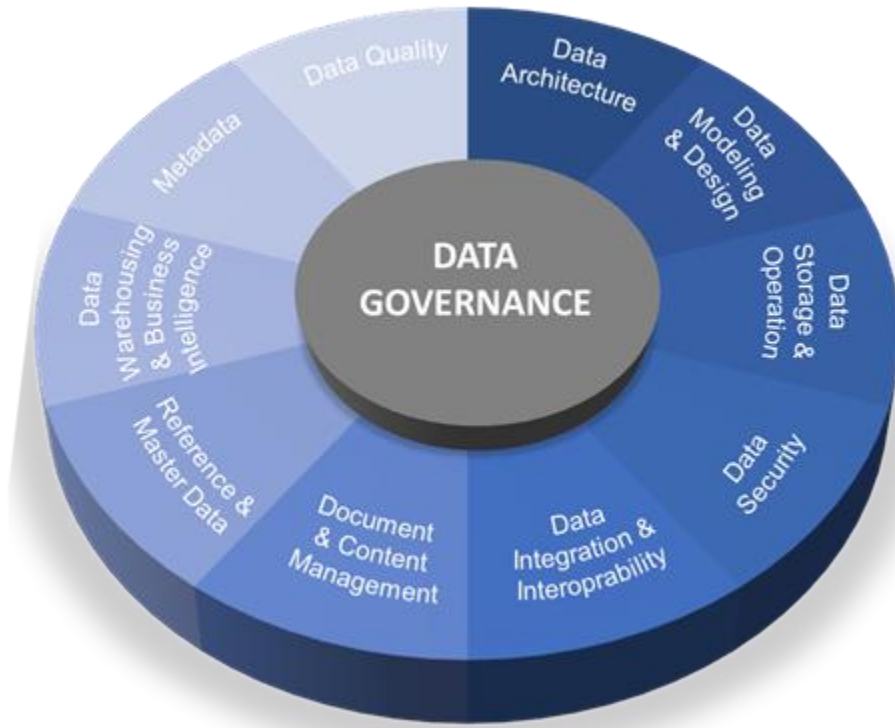 DATA
GOVERNANCE
Data
Architecture
Data
Modeling
& Design
Data
Storage &
Operation
Data
Security
Data
Integration &
Interoprability
Document
& Content
Management
Reference &
Master Data
Data
Warehousing
& Business
Intelligence
Metadata
Data Quality